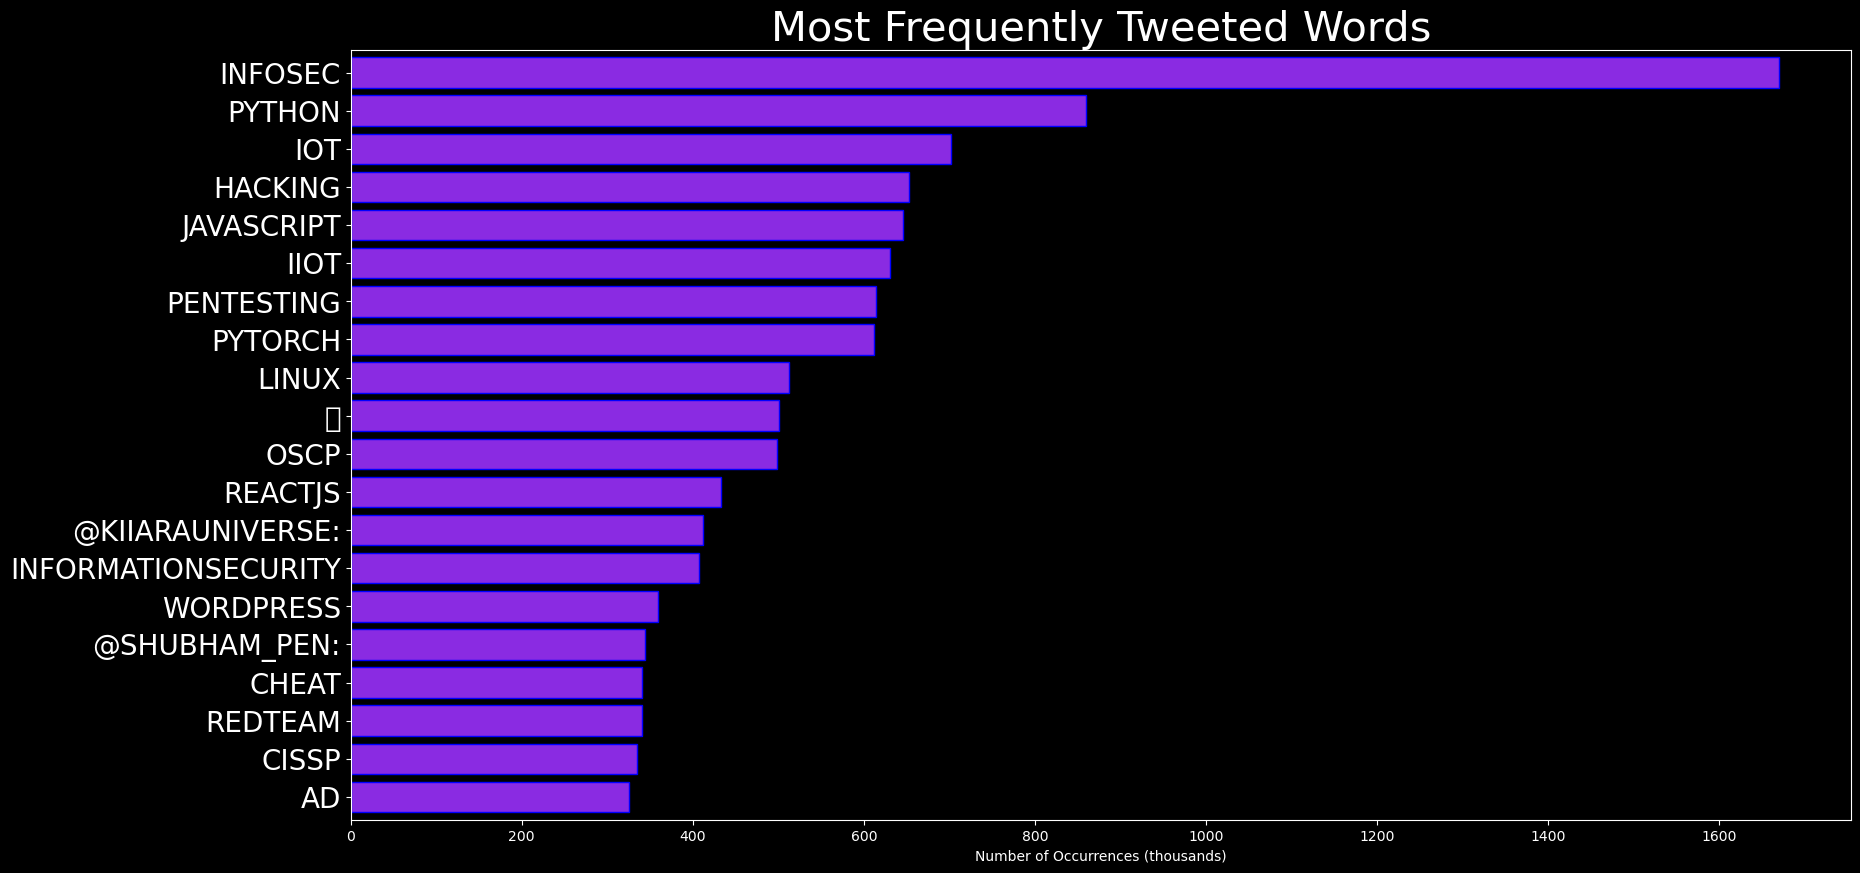 Most Frequently Tweeted Words
INFOSEC
PYTHON
IOT
HACKING
JAVASCRIPT
IIOT
PENTESTING
PYTORCH
LINUX
OSCP
REACTJS
@KIIARAUNIVERSE:
INFORMATIONSECURITY
WORDPRESS
@SHUBHAM_PEN:
CHEAT
REDTEAM
CISSP
AD
0 200 400 600 800 1000 1200 1400 1600
Number of Occurrences (thousands)